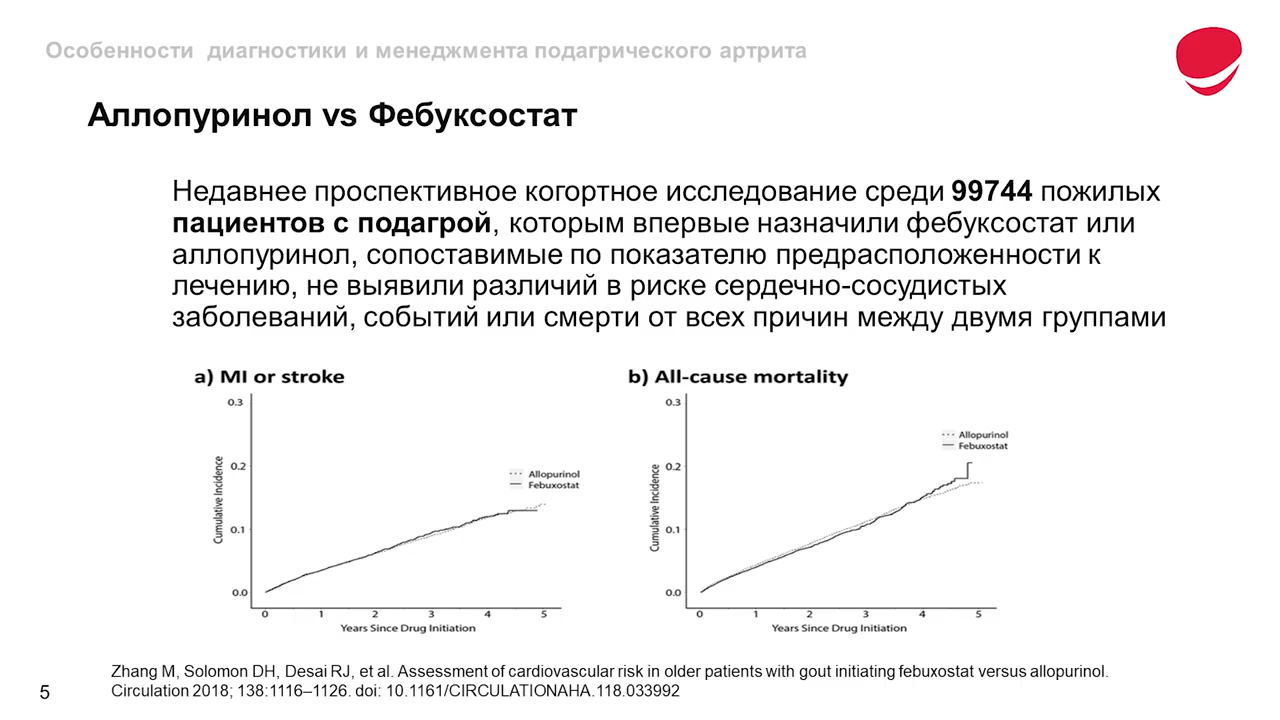 Особенности диагностики и менеджмента подагрического артрита
Аллопуринол vs Фебуксостат
Недавнее проспективное когортное исследование среди 99744 пожилых
пациентов с подагрой, которым впервые назначили фебуксостат или
аллопуринол, сопоставимые по показателю предрасположенности к
лечению, не выявили различий в риске сердечно-сосудистых
заболеваний, событий или смерти от всех причин между двумя группами
a) MI or stroke
0.3
0.2
0.1
0.0
Cumulative Incidence
Allopurinol
Febuxostat
0 1 2 3 4 5
Years Since Drug Initiation
b) All-cause mortality
0.3
0.2
0.1
0.0
Cumulative Incidence
Allopurinol
Febuxostat
0 1 2 3 4 5
Years Since Drug Initiation
Zhang M, Solomon DH, Desai RJ, et al. Assessment of cardiovascular risk in older patients with gout initiating febuxostat versus allopurinol.
Circulation 2018; 138:1116–1126. doi: 10.1161/CIRCULATIONAHA.118.033992
5